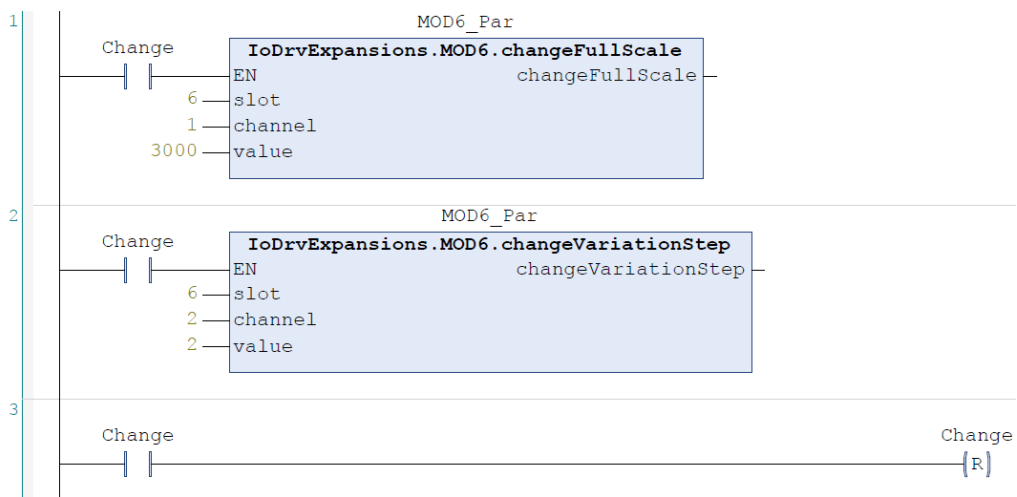 1
MOD6_Par
Change
IoDrvExpansions.MOD6.changeFullScale
EN changeFullScale
6 slot
1 channel
3000 value
2
MOD6_Par
Change
IoDrvExpansions.MOD6.changeVariationStep
EN changeVariationStep
6 slot
2 channel
2 value
3
Change Change
R